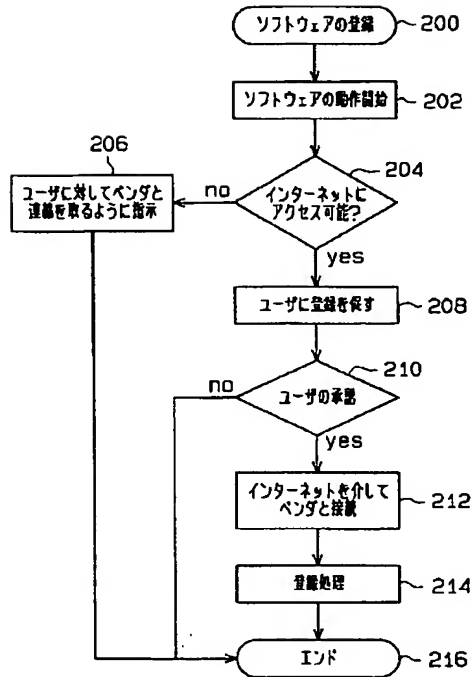 ソフトウェアの登録
200
ソフトウェアの動作開始
202
206
204
ユーザに対してベンダと
連絡を取るように指示
no
インターネットに
アクセス可能?
yes
ユーザに登録を促す
208
210
no
ユーザの承認
yes
インターネットを介して
ベンダと接続
212
登録処理
214
エンド
216